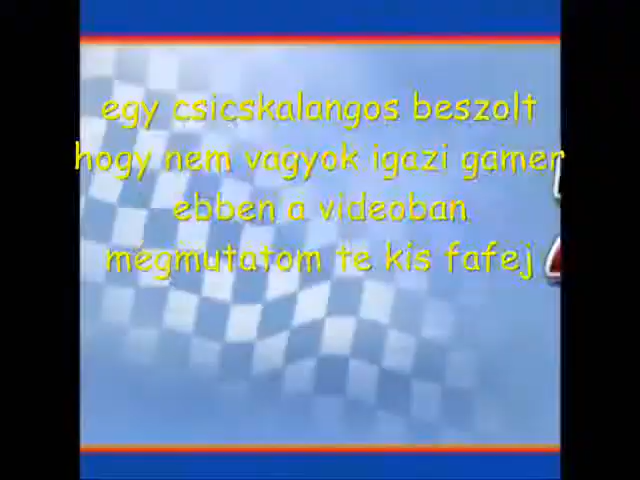 egy csicskalangos beszolt
hogy nem vagyok igazi gamer
ebben a videoban
megmutatom te kis fafej